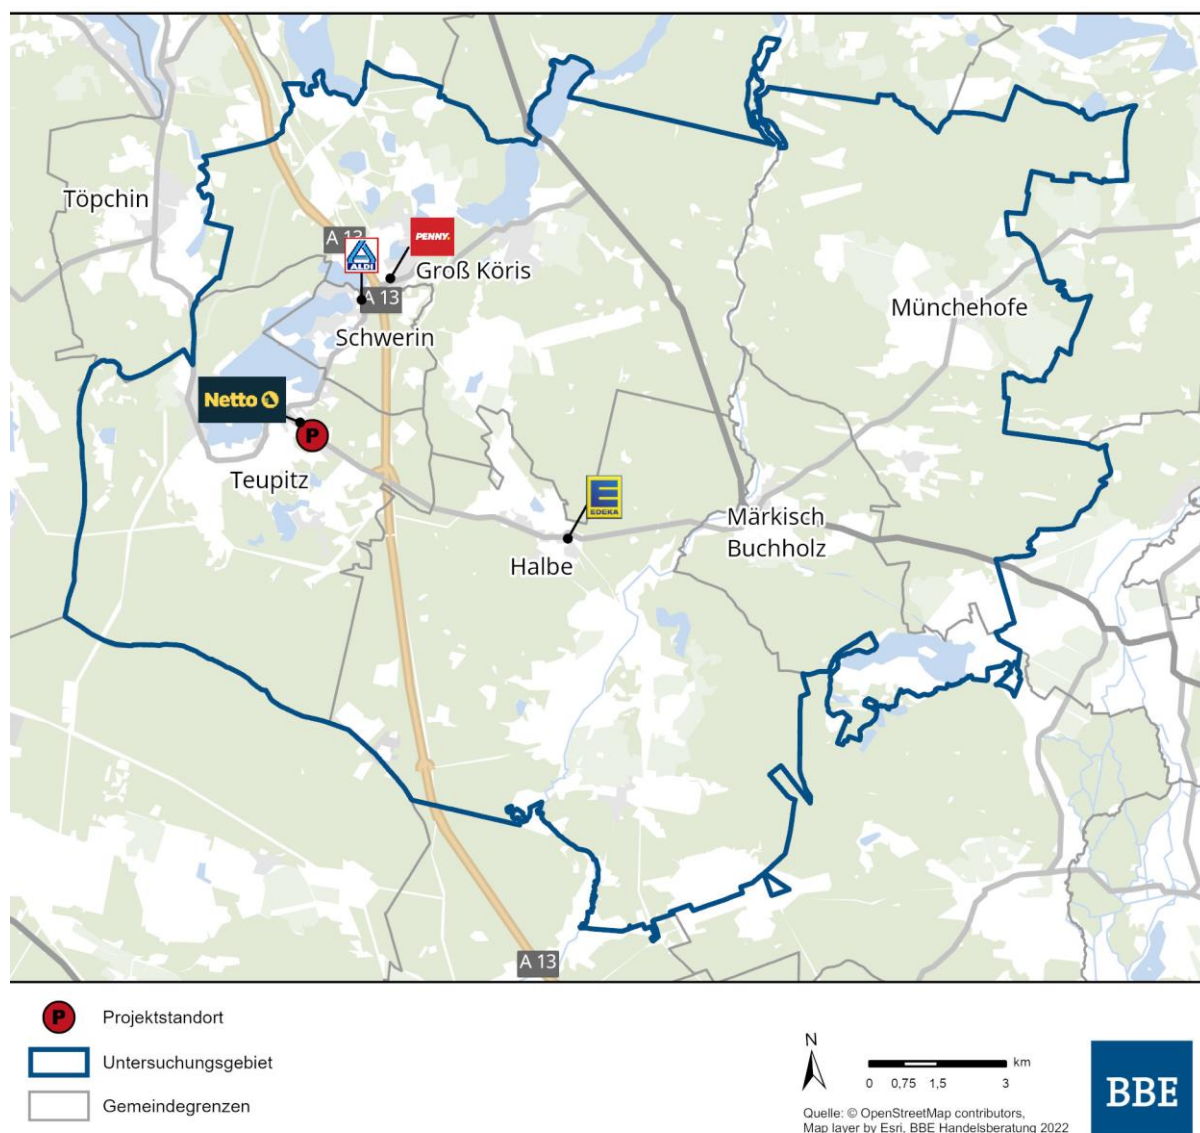 Töpchin
A 13
ALDI
PENNY.
Groß Köris
A 13
Schwerin
Münchehofe
Netto
P
Teupitz
E
EDEKA
Halbe
Märkisch
Buchholz
A 13
P Projektstandort
Untersuchungsgebiet
Gemeindegrenzen
N
km
0 0,75 1,5 3
Quelle: © OpenStreetMap contributors,
Map layer by Esri, BBE Handelsberatung 2022
BBE